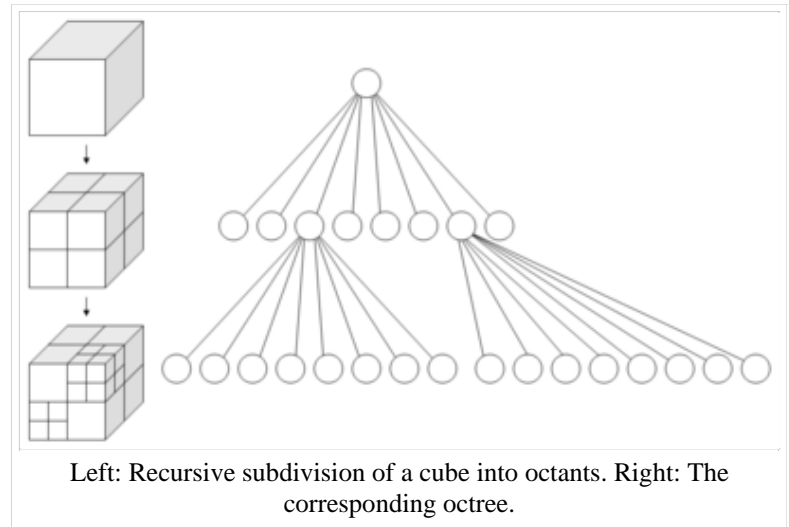 Left: Recursive subdivision of a cube into octants. Right: The
corresponding octree.